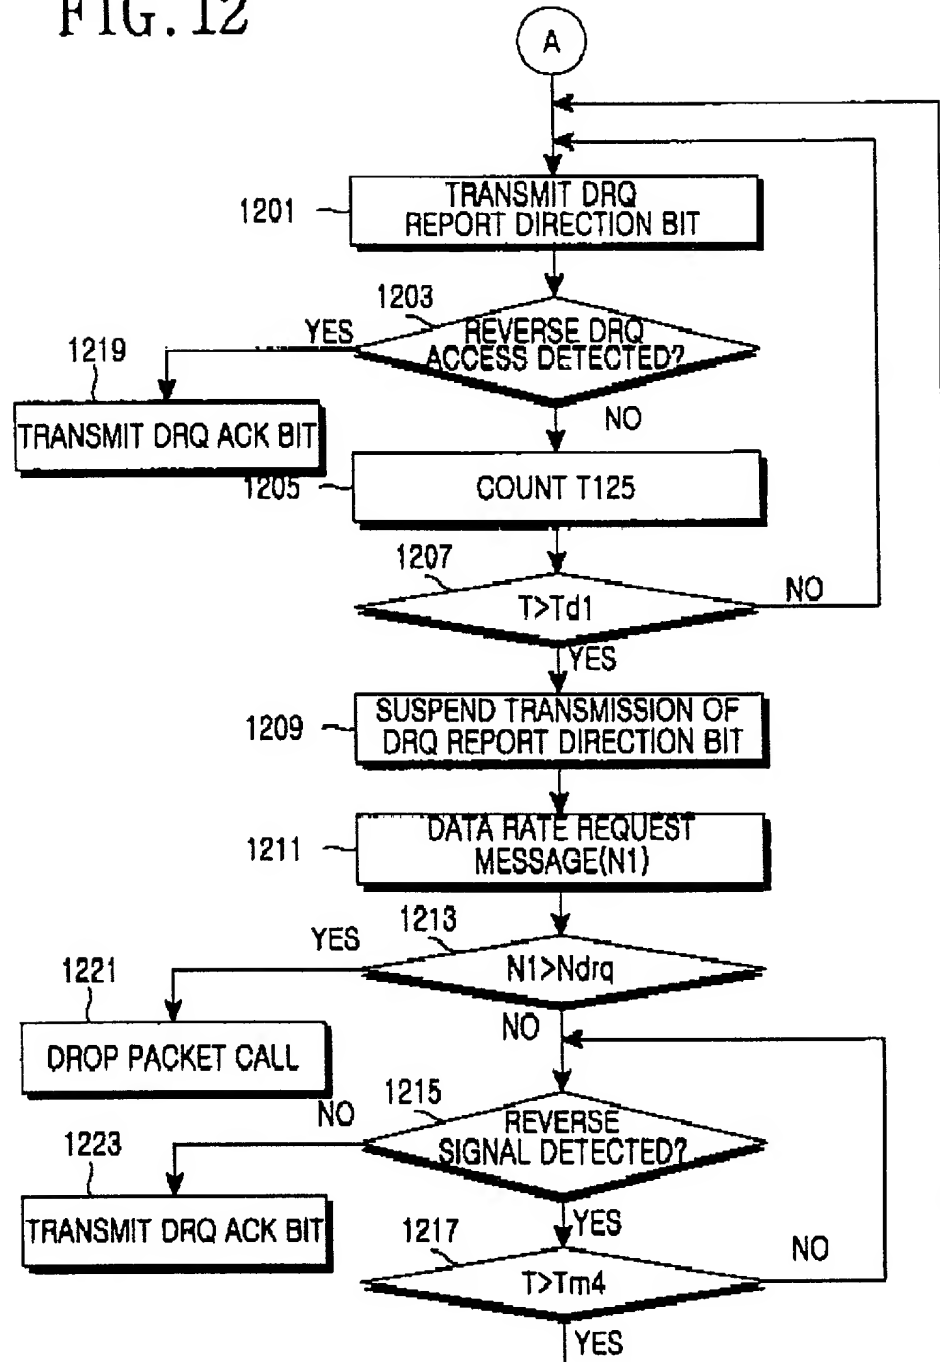 FIG. 12
A
1201
TRANSMIT DRQ
REPORT DIRECTION BIT
1203
YES
REVERSE DRQ
ACCESS DETECTED?
1219
TRANSMIT DRQ ACK BIT
NO
1205
COUNT T125
1207
T>Td1
NO
YES
1209
SUSPEND TRANSMISSION OF
DRQ REPORT DIRECTION BIT
1211
DATA RATE REQUEST
MESSAGE(N1)
1213
YES
N1>Ndrq
1221
DROP PACKET CALL
NO
1215
NO
REVERSE
SIGNAL DETECTED?
1223
TRANSMIT DRQ ACK BIT
YES
1217
T>Tm4
NO
YES